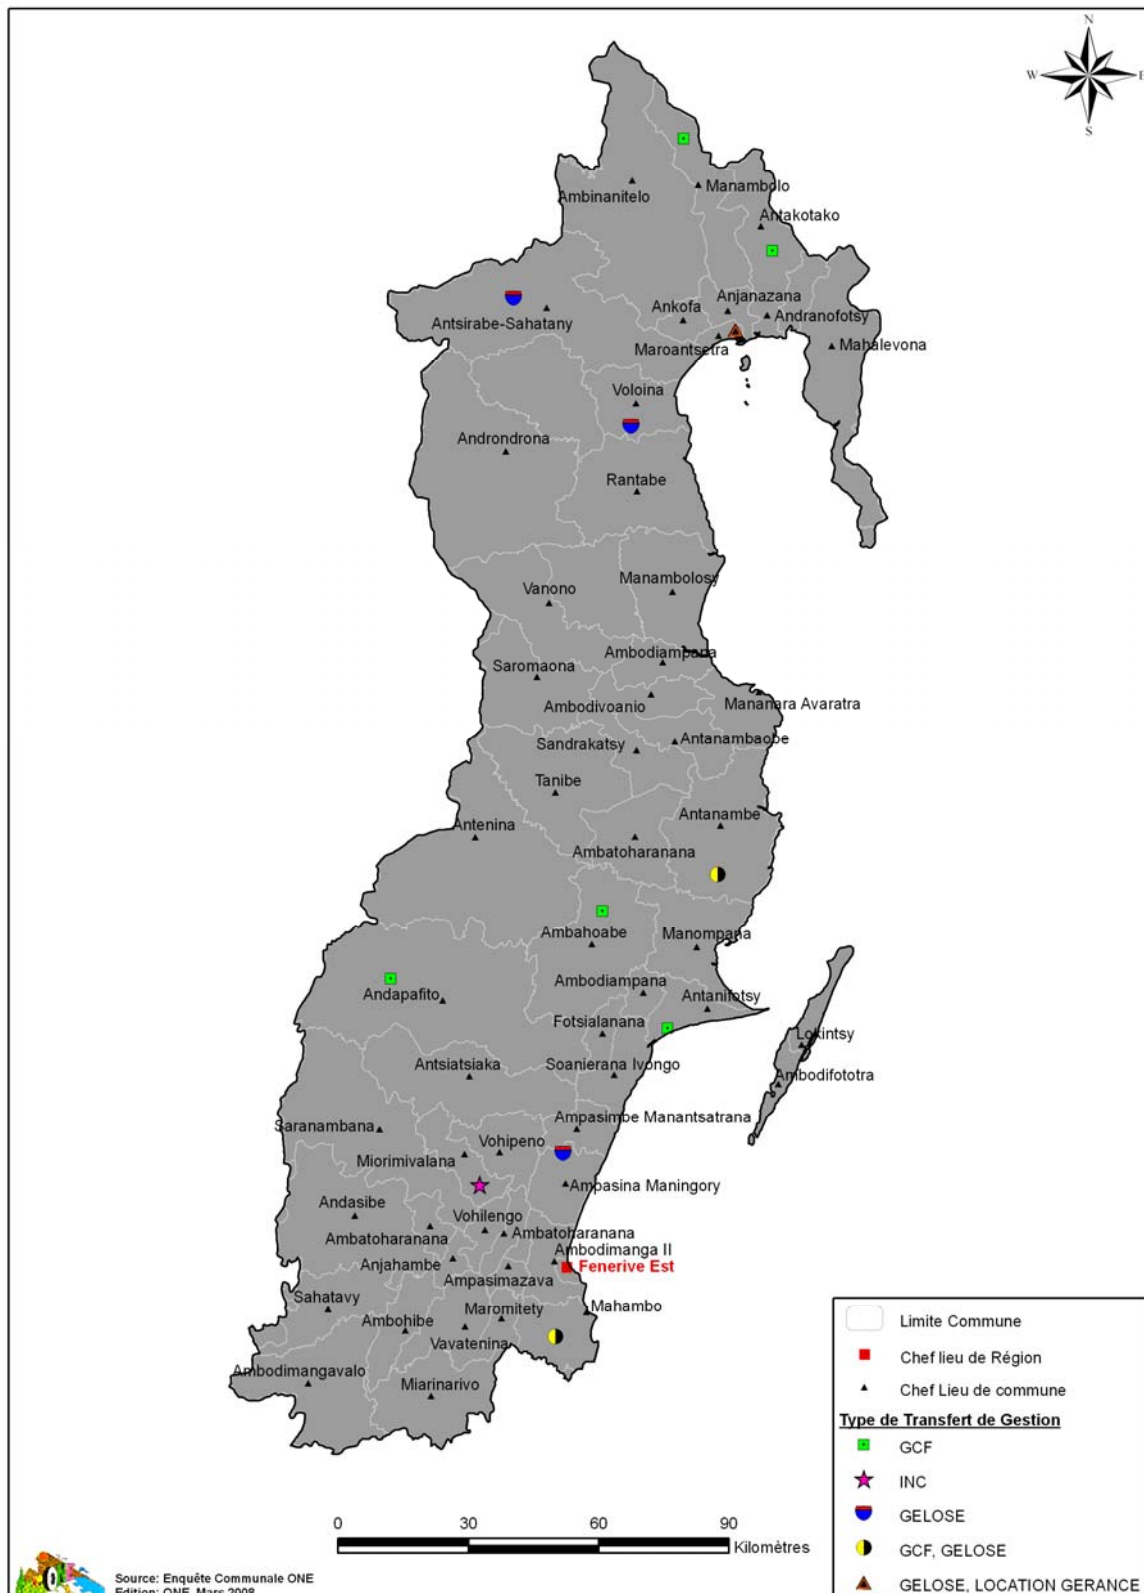 N
W
E
S
Ambinanitelo
Manambolo
Antakotako
Antsirabe-Sahatany
Ankofa
Anjanazana
Andranofotsy
Maroantsetra
Mahalevona
Voloina
Androndrona
Rantabe
Vanono
Manambolosy
Ambodiampana
Saromaona
Ambodivoanio
Mananara Avaratra
Sandrakatsy
Antanambaobe
Tanibe
Antenina
Antanambe
Ambatoharanana
Ambahoabe
Manompana
Andapafito
Ambodiampana
Antanifotsy
Fotsialanana
Lokintsy
Antsiatsiaka
Soanierana Ivongo
Ambodifototra
Saranambana
Ampasimbe Manantsatrana
Vohipeno
Miorimivalana
Ampasina Maningory
Andasibe
Vohilengo
Ambatoharanana
Ambatoharanana
Ambodimanga II
Anjahambe
Fenerive Est
Ampasimazava
Sahatavy
Maromitety
Mahambo
Ambohibe
Vavatenina
Ambodimangavalo
Miarinarivo
Limite Commune
Chef lieu de Région
Chef Lieu de commune
Type de Transfert de Gestion
GCF
INC
GELOSE
GCF, GELOSE
GELOSE, LOCATION GERANCE
0 30 60 90
Kilomètres
Source: Enquête Communale ONE
Edition: ONE, Mars 2008